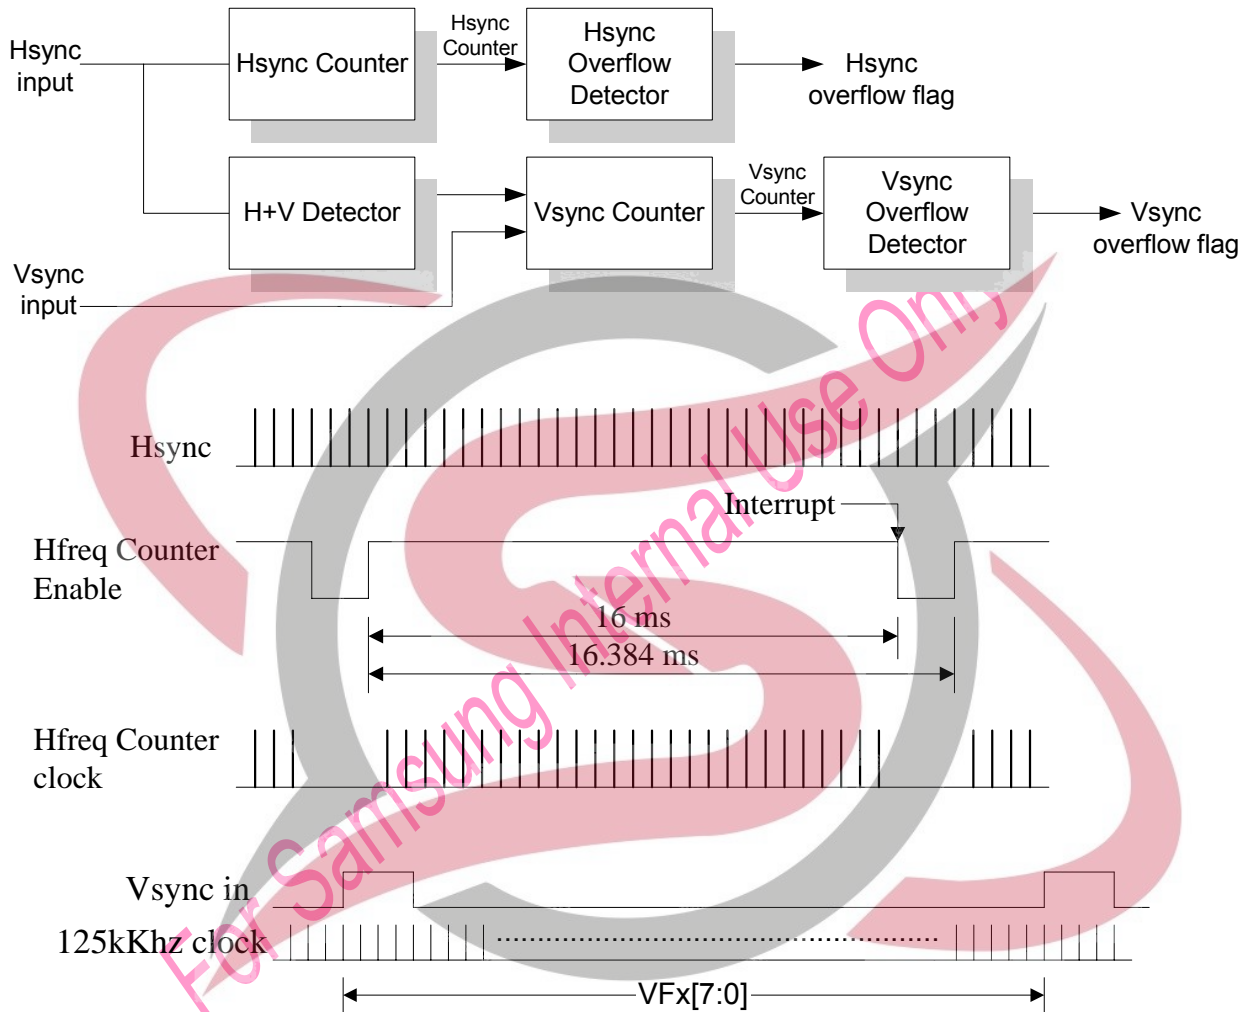 Hsync
input
Hsync Counter
Hsync
Counter
Hsync
Overflow
Detector
Hsync
overflow flag
H+V Detector
Vsync Counter
Vsync
Counter
Vsync
Overflow
Detector
Vsync
overflow flag
Vsync
input
Hsync
Interrupt
Hfreq Counter
Enable
16 ms
16.384 ms
Hfreq Counter
clock
Vsync in
125kKhz clock
VFx[7:0]
For Samsung Internal Use Only